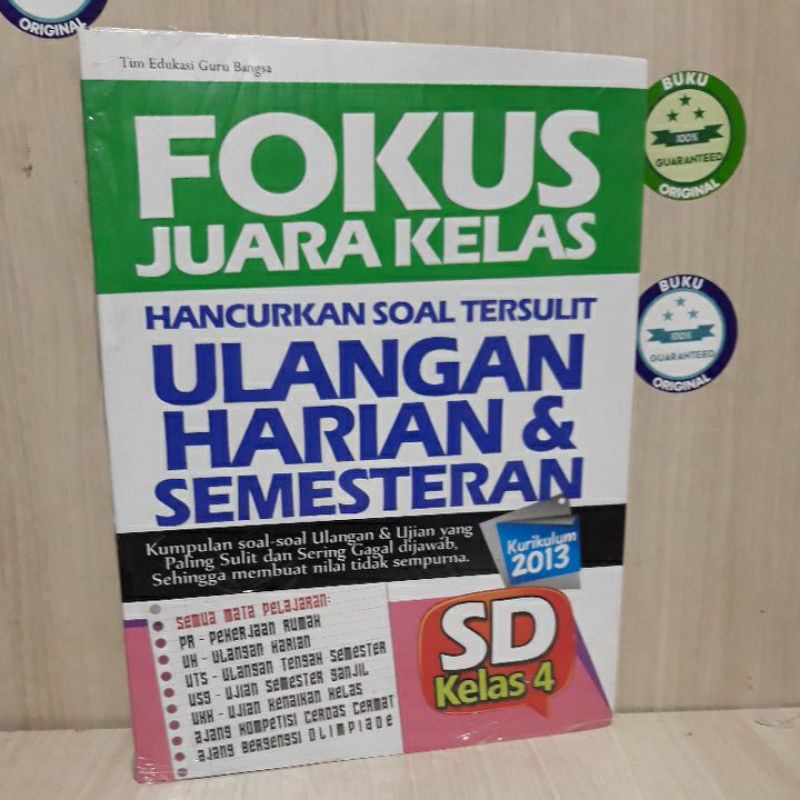 ORIGINAL
Tim Edukasi Guru Bangsa
FOKUS
JUARA KELAS
HANCURKAN SOAL TERSULIT
ULANGAN
HARIAN &
SEMESTERAN
Kumpulan soal-soal Ulangan & Ujian yang
Paling Sulit dan Sering Gagal dijawab,
Sehingga membuat nilai tidak sempurna.
Kurikulum
2013
SEMUA MATA PELAJARAN:
PR - PEKERJAAN RUMAH
UH - ULANGAN HARIAN
UTS - ULANGAN TENGAH SEMESTER
USG - UJIAN SEMESTER GANJIL
UKK - UJIAN KENAIKAN KELAS
AJANG KOMPETISI CERDAS CERMAT
AJANG BERGENGSI OLIMPIADE
SD
Kelas 4
BUKU
100%
GUARANTEED
ORIGINAL
BUKU
100%
GUARANTEED
ORIGINAL